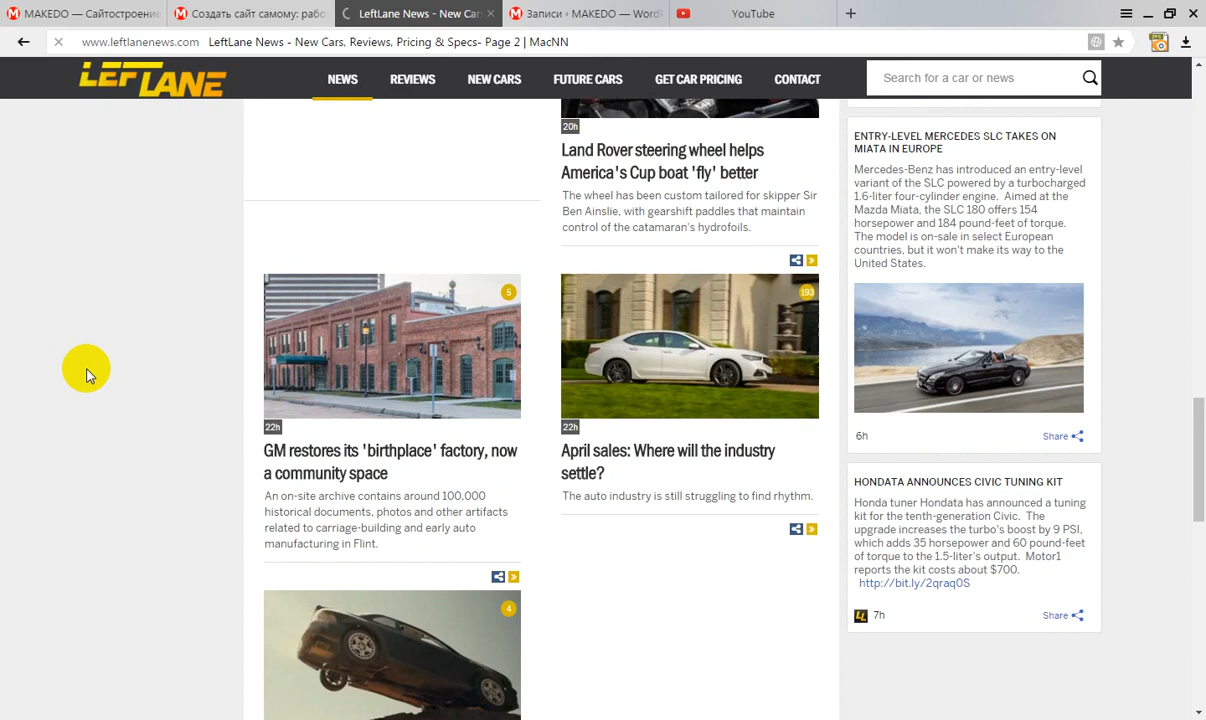 MAKEDO — Сайтостроение
Создать сайт самому: рабо
LeftLane News - New Cars
Записи ‹ MAKEDO — Word
YouTube
www.leftlanenews.com LeftLane News - New Cars, Reviews, Pricing & Specs- Page 2 | MacNN
LEFTLANE
NEWS
REVIEWS
NEW CARS
FUTURE CARS
GET CAR PRICING
CONTACT
Search for a car or news
20h
Land Rover steering wheel helps
America's Cup boat 'fly' better
The wheel has been custom tailored for skipper Sir
Ben Ainslie, with gearshift paddles that maintain
control of the catamaran's hydrofoils.
5
22h
GM restores its 'birthplace' factory, now
a community space
An on-site archive contains around 100,000
historical documents, photos and other artifacts
related to carriage-building and early auto
manufacturing in Flint.
193
22h
April sales: Where will the industry
settle?
The auto industry is still struggling to find rhythm.
4
ENTRY-LEVEL MERCEDES SLC TAKES ON
MIATA IN EUROPE
Mercedes-Benz has introduced an entry-level
variant of the SLC powered by a turbocharged
1.6-liter four-cylinder engine. Aimed at the
Mazda Miata, the SLC 180 offers 154
horsepower and 184 pound-feet of torque.
The model is on-sale in select European
countries, but it won't make its way to the
United States.
6h
Share
HONDATA ANNOUNCES CIVIC TUNING KIT
Honda tuner Hondata has announced a tuning
kit for the tenth-generation Civic. The
upgrade increases the turbo's boost by 9 PSI,
which adds 35 horsepower and 60 pound-feet
of torque to the 1.5-liter's output. Motor1
reports the kit costs about $700.
http://bit.ly/2qraq0S
LL 7h
Share